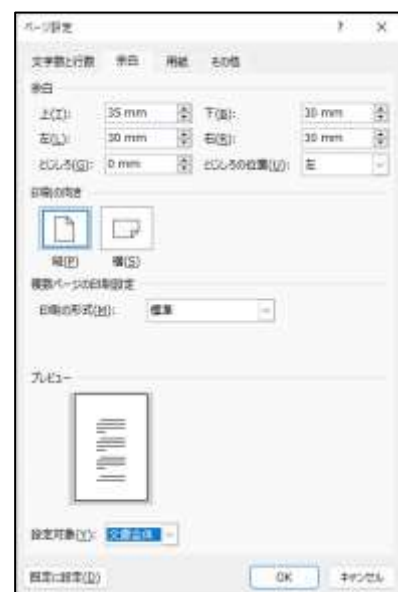 ページ設定 ? ×
文字数と行数 余白 用紙 その他
余白
上(T): 35 mm 下(B): 30 mm
左(L): 30 mm 右(R): 30 mm
とじしろ(G): 0 mm とじしろの位置(U): 左
印刷の向き
縦(P) 横(S)
複数ページの印刷設定
印刷の形式(M): 標準
プレビュー
設定対象(Y): 文書全体
既定に設定(D) OK キャンセル